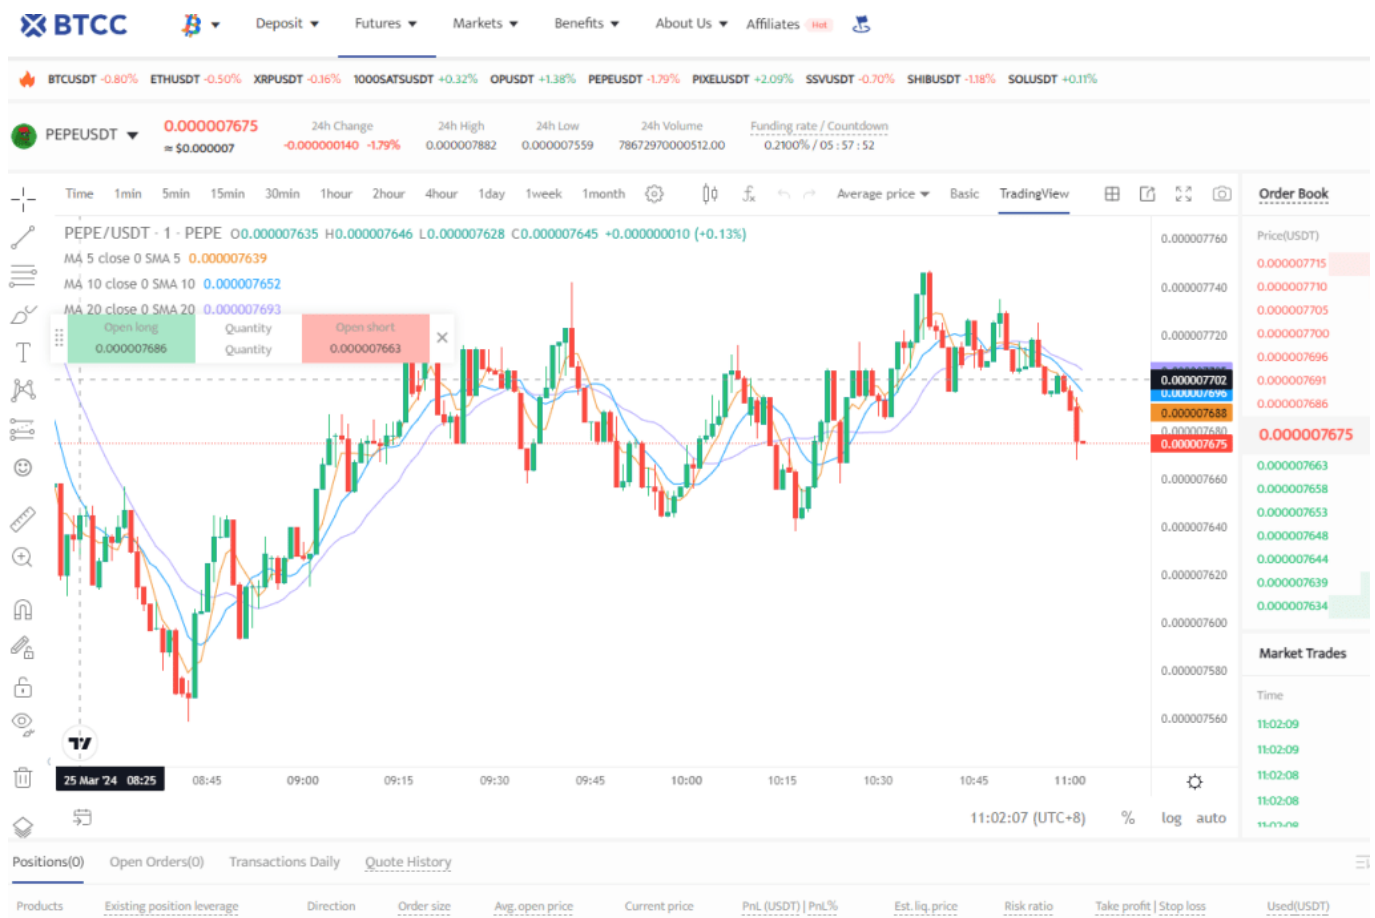 BTCC Deposit Futures Markets Benefits About Us Affiliates Hot
BTCUSDT -0.80% ETHUSDT -0.50% XRPUSDT -0.16% 1000SATSUSDT +0.32% OPUSDT +1.38% PEPEUSDT -1.79% PIXELUSDT +2.09% SSVUSDT -0.70% SHIBUSDT -1.18% SOLUSDT +0.11%
PEPEUSDT
0.000007675
≈ $0.000007
24h Change
-0.000000140 -1.79%
24h High
0.000007882
24h Low
0.000007559
24h Volume
78672970000512.00
Funding rate / Countdown
0.2100% / 05 : 57 : 52
Time 1min 5min 15min 30min 1hour 2hour 4hour 1day 1week 1month Average price Basic TradingView
PEPE/USDT · 1 · PEPE O0.000007635 H0.000007646 L0.000007628 C0.000007645 +0.000000010 (+0.13%)
MA 5 close 0 SMA 5 0.000007639
MA 10 close 0 SMA 10 0.000007652
MA 20 close 0 SMA 20 0.000007693
Open long
0.000007686
Quantity
Quantity
Open short
0.000007663
0.000007760
0.000007740
0.000007720
0.000007702
0.000007696
0.000007688
0.000007680
0.000007675
0.000007660
0.000007640
0.000007620
0.000007600
0.000007580
0.000007560
25 Mar '24 08:25 08:45 09:00 09:15 09:30 09:45 10:00 10:15 10:30 10:45 11:00
11:02:07 (UTC+8) % log auto
Order Book
Price(USDT)
0.000007715
0.000007710
0.000007705
0.000007700
0.000007696
0.000007691
0.000007686
0.000007675
0.000007663
0.000007658
0.000007653
0.000007648
0.000007644
0.000007639
0.000007634
Market Trades
Time
11:02:09
11:02:09
11:02:08
11:02:08
11:02:08
Positions(0) Open Orders(0) Transactions Daily Quote History
Products Existing position leverage Direction Order size Avg. open price Current price PnL (USDT) | PnL% Est. liq. price Risk ratio Take profit | Stop loss Used(USDT)